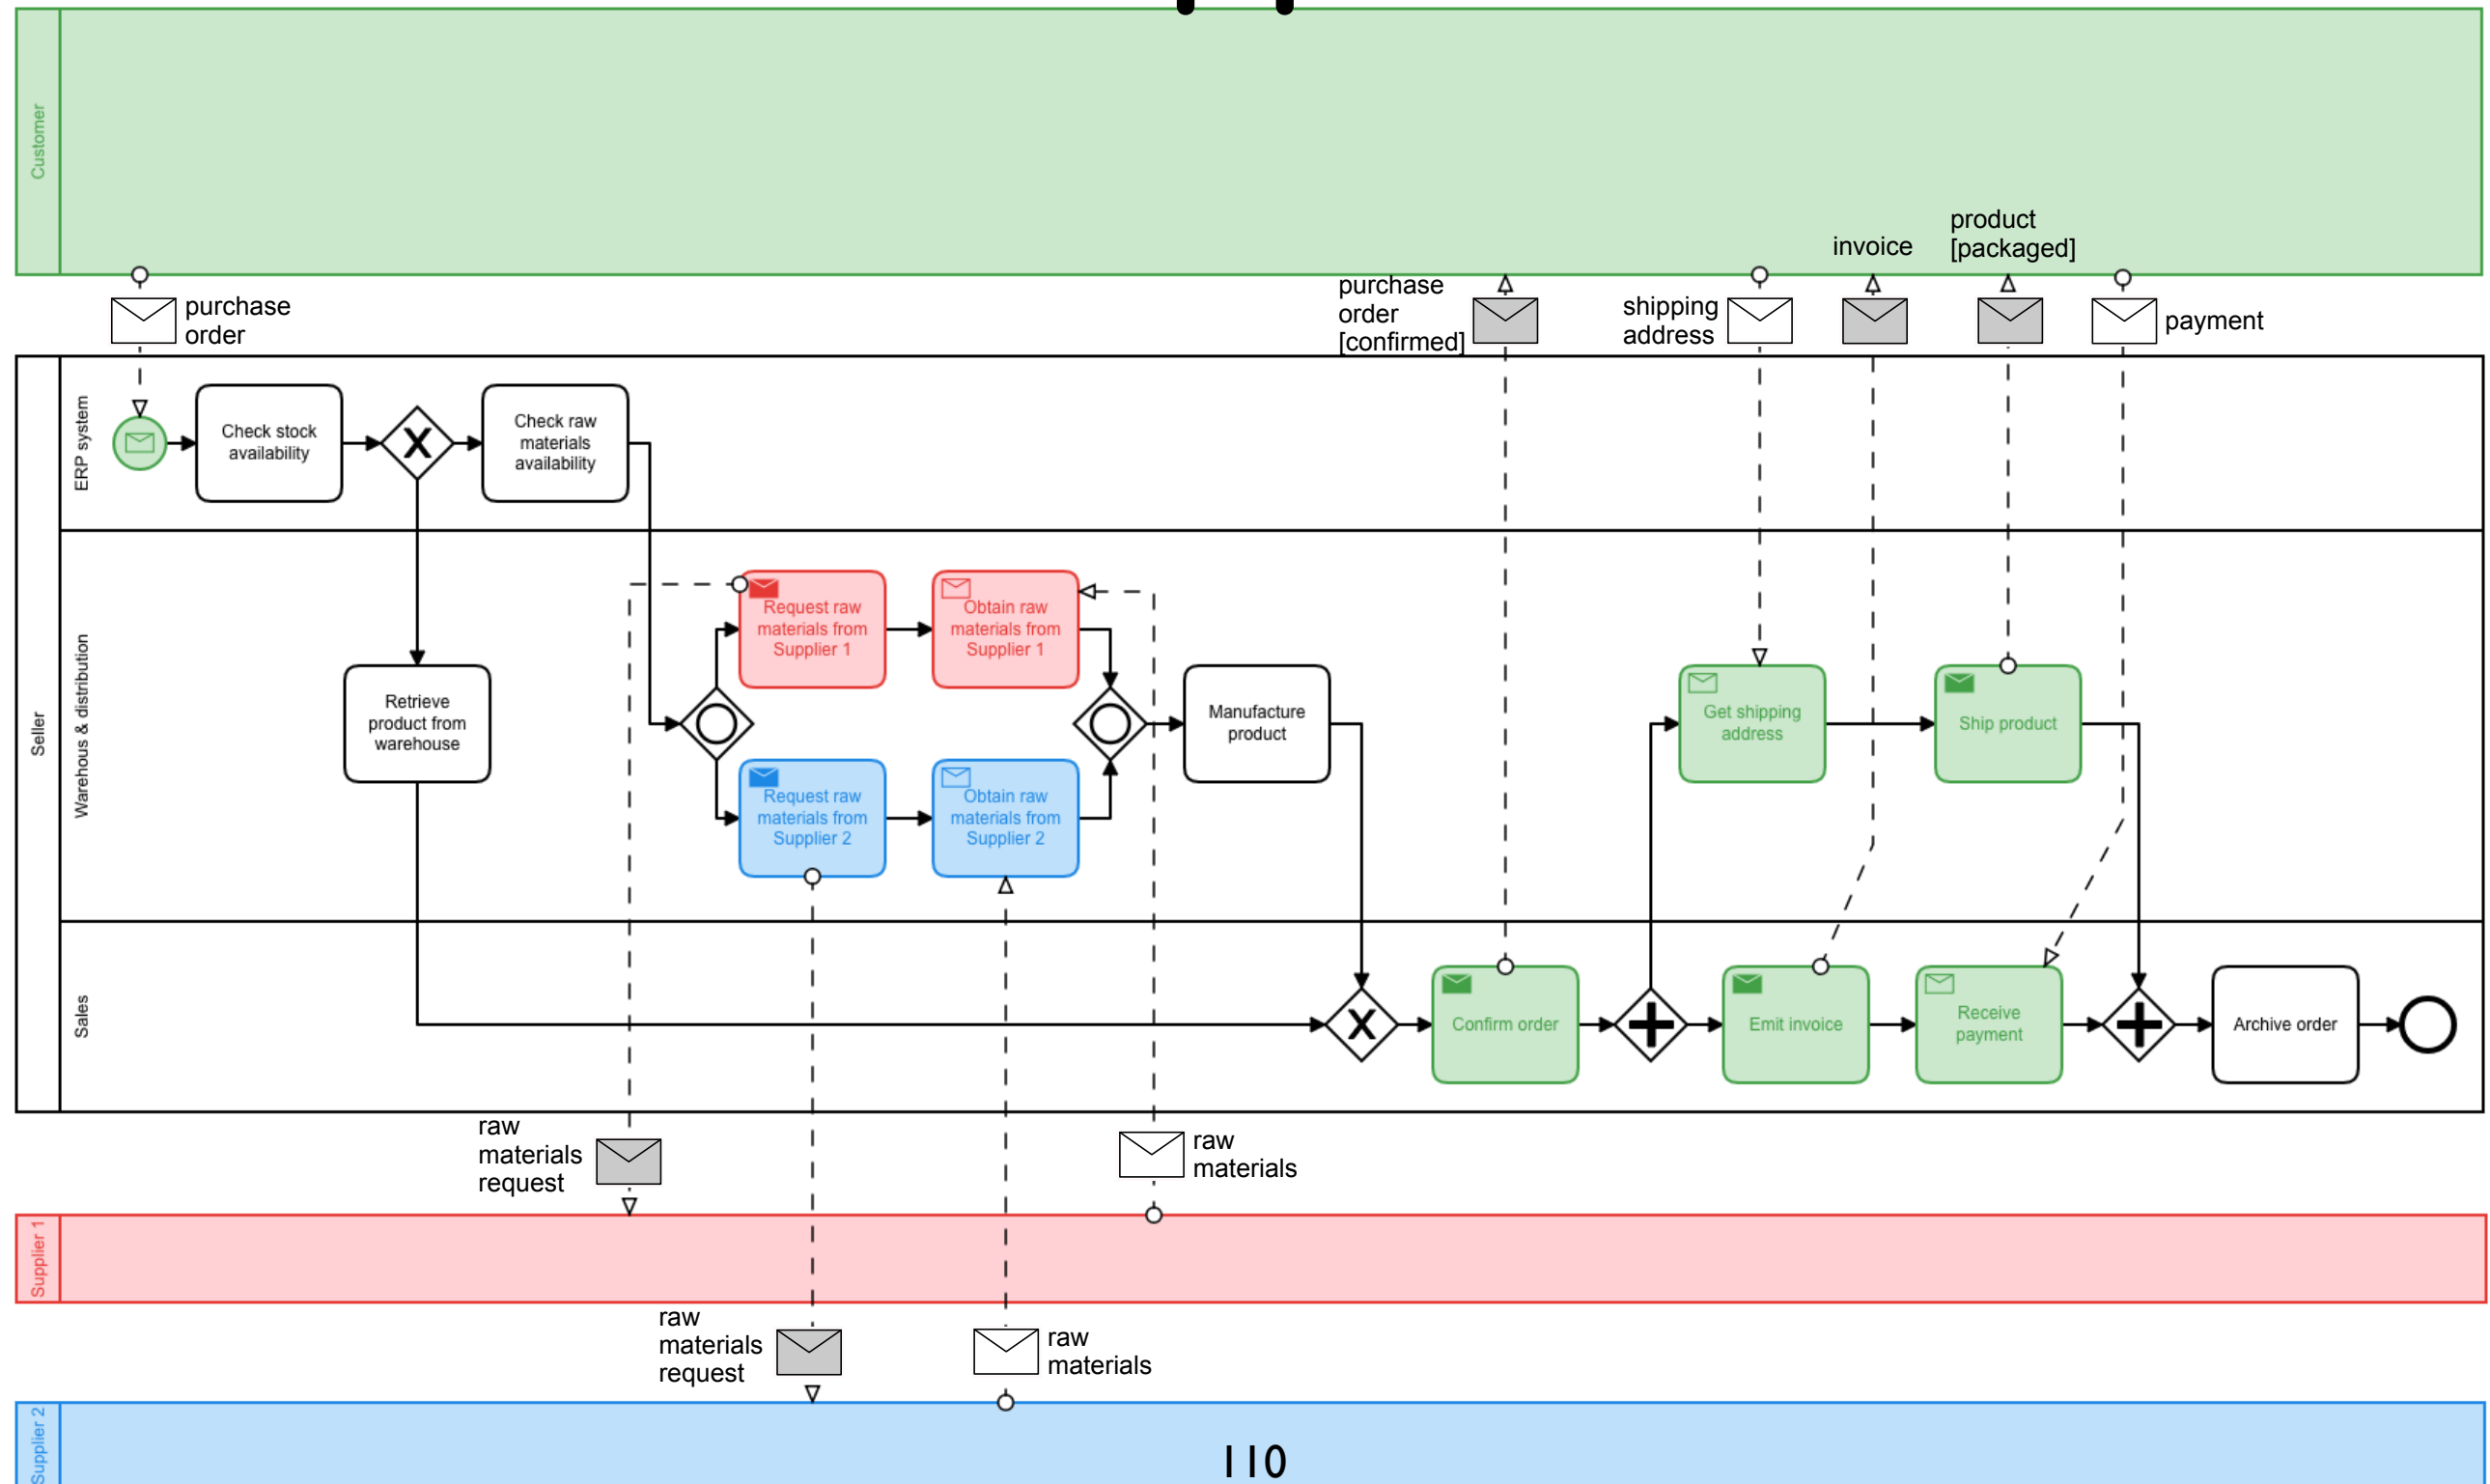 Customer
product
[packaged]
invoice
purchase
order
purchase
order
[confirmed]
shipping
address
payment
Seller
ERP system
Check stock
availability
X
Check raw
materials
availability
Warehous & distribution
Request raw
materials from
Supplier 1
Obtain raw
materials from
Supplier 1
Retrieve
product from
warehouse
Manufacture
product
Get shipping
address
Ship product
Request raw
materials from
Supplier 2
Obtain raw
materials from
Supplier 2
Sales
X
Confirm order
Emit invoice
Receive
payment
Archive order
raw
materials
request
raw
materials
Supplier 1
raw
materials
request
raw
materials
Supplier 2
110